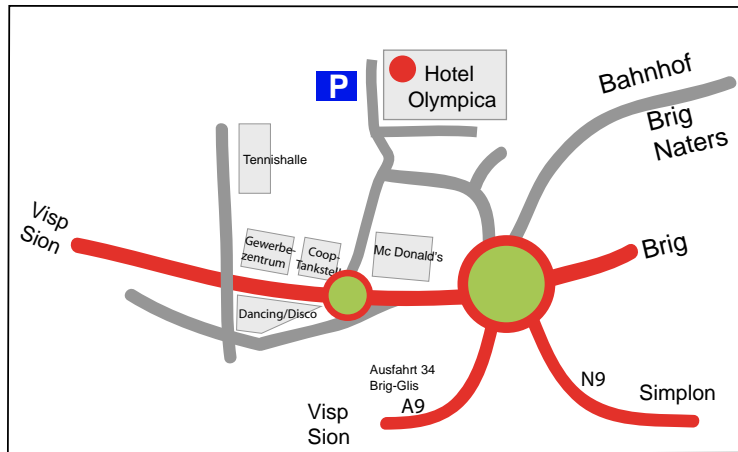 P
Hotel
Olympica
Bahnhof
Brig
Naters
Tennishalle
Visp
Sion
Gewerbe-
zentrum
Coop-
Tankstell
Mc Donald's
Brig
Dancing/Disco
Ausfahrt 34
Brig-Glis
A9
N9
Simplon
Visp
Sion